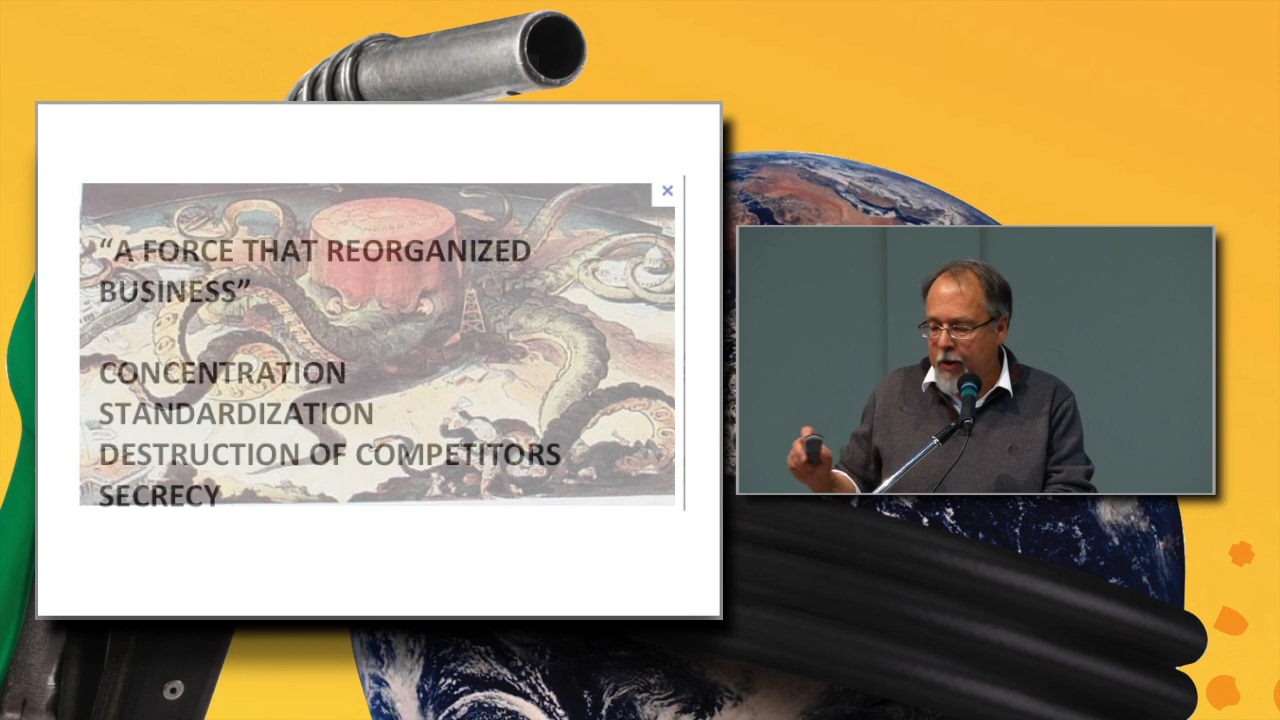 “A FORCE THAT REORGANIZED
BUSINESS”
CONCENTRATION
STANDARDIZATION
DESTRUCTION OF COMPETITORS
SECRECY